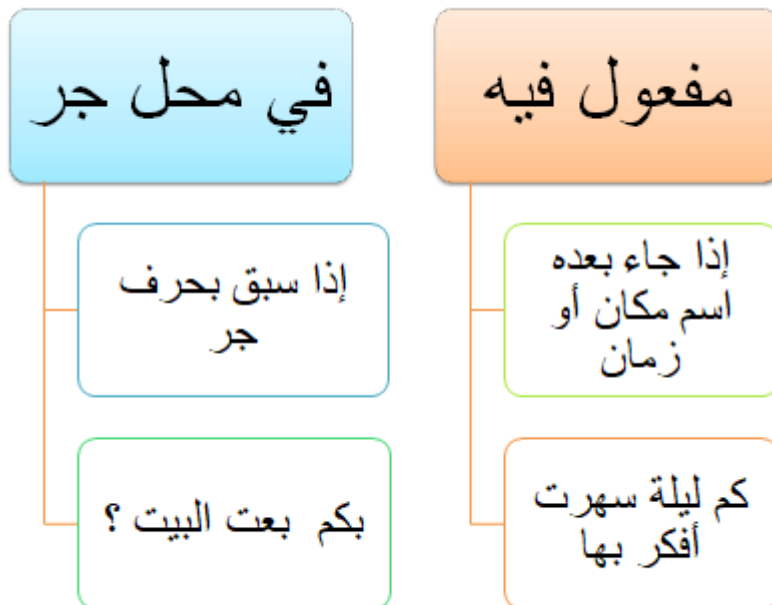 مفعول فيه
إذا جاء بعده
اسم مكان أو
زمان
كم ليلة سهرت
أفكر بها
في محل جر
إذا سبق بحرف
جر
بكم بعت البيت ؟